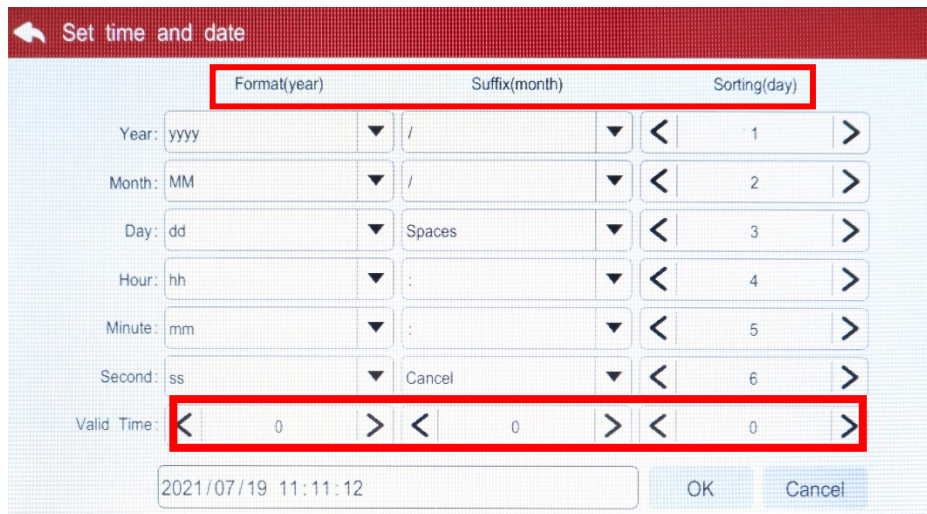 Set time and date
Format(year) Suffix(month) Sorting(day)
Year: yyyy / 1
Month: MM / 2
Day: dd Spaces 3
Hour: hh : 4
Minute: mm : 5
Second: ss Cancel 6
Valid Time: 0 0 0
2021/07/19 11:11:12 OK Cancel